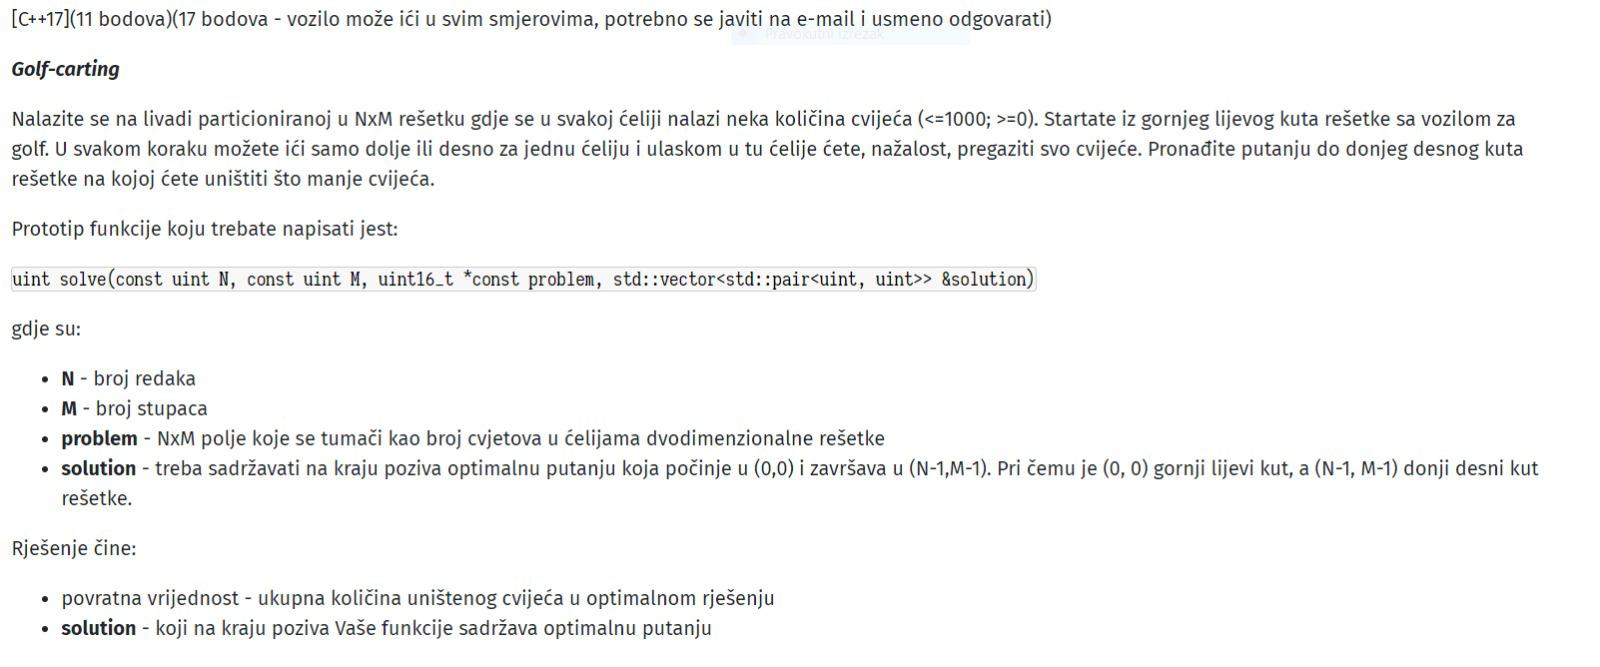 [C++17](11 bodova)(17 bodova - vozilo može ići u svim smjerovima, potrebno se javiti na e-mail i usmeno odgovarati)
Pravokutni izrezak
Golf-carting
Nalazite se na livadi particioniranoj u NxM rešetku gdje se u svakoj ćeliji nalazi neka količina cvijeća (<=1000; >=0). Startate iz gornjeg lijevog kuta rešetke sa vozilom za
golf. U svakom koraku možete ići samo dolje ili desno za jednu ćeliju i ulaskom u tu ćelije ćete, nažalost, pregaziti svo cvijeće. Pronađite putanju do donjeg desnog kuta
rešetke na kojoj ćete uništiti što manje cvijeća.
Prototip funkcije koju trebate napisati jest:
uint solve(const uint N, const uint M, uint16_t *const problem, std::vector<std::pair<uint, uint>> &solution)
gdje su:
• N - broj redaka
• M - broj stupaca
• problem - NxM polje koje se tumači kao broj cvjetova u ćelijama dvodimenzionalne rešetke
• solution - treba sadržavati na kraju poziva optimalnu putanju koja počinje u (0,0) i završava u (N-1,M-1). Pri čemu je (0, 0) gornji lijevi kut, a (N-1, M-1) donji desni kut
rešetke.
Rješenje čine:
• povratna vrijednost - ukupna količina uništenog cvijeća u optimalnom rješenju
• solution - koji na kraju poziva Vaše funkcije sadržava optimalnu putanju